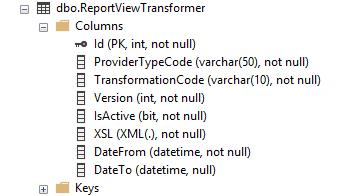 dbo.ReportViewTransformer
Columns
Id (PK, int, not null)
ProviderTypeCode (varchar(50), not null)
TransformationCode (varchar(10), not null)
Version (int, not null)
IsActive (bit, not null)
XSL (XML(.), not null)
DateFrom (datetime, not null)
DateTo (datetime, not null)
Keys